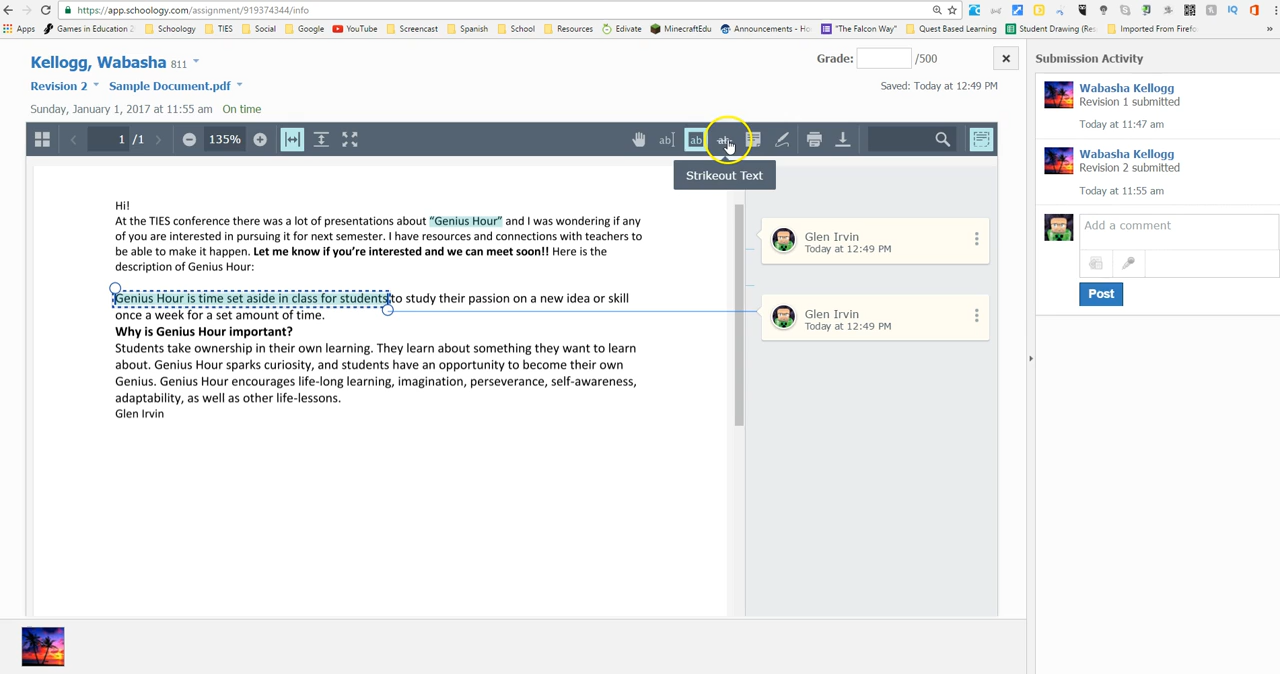 https://app.schoology.com/assignment/919374344/info
Apps Games in Education 2 Schoology TIES Social Google YouTube Screencast Spanish School Resources Edivate MinecraftEdu Announcements - Ho "The Falcon Way" Quest Based Learning Student Drawing (Res Imported From Firefo
Kellogg, Wabasha 811
Grade: /500
Revision 2 Sample Document.pdf
Saved: Today at 12:49 PM
Sunday, January 1, 2017 at 11:55 am On time
1 /1 135% ab ab ab
Strikeout Text
Hi!
At the TIES conference there was a lot of presentations about "Genius Hour" and I was wondering if any
of you are interested in pursuing it for next semester. I have resources and connections with teachers to
be able to make it happen. Let me know if you're interested and we can meet soon!! Here is the
description of Genius Hour:
Genius Hour is time set aside in class for students to study their passion on a new idea or skill
once a week for a set amount of time.
Why is Genius Hour important?
Students take ownership in their own learning. They learn about something they want to learn
about. Genius Hour sparks curiosity, and students have an opportunity to become their own
Genius. Genius Hour encourages life-long learning, imagination, perseverance, self-awareness,
adaptability, as well as other life-lessons.
Glen Irvin
Glen Irvin
Today at 12:49 PM
Glen Irvin
Today at 12:49 PM
Submission Activity
Wabasha Kellogg
Revision 1 submitted
Today at 11:47 am
Wabasha Kellogg
Revision 2 submitted
Today at 11:55 am
Add a comment
Post